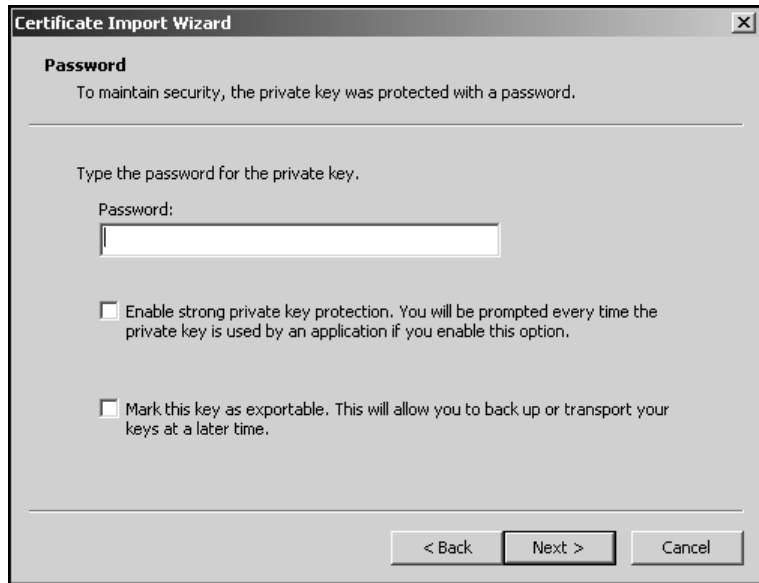 Certificate Import Wizard
Password
To maintain security, the private key was protected with a password.
Type the password for the private key.
Password:
Enable strong private key protection. You will be prompted every time the
private key is used by an application if you enable this option.
Mark this key as exportable. This will allow you to back up or transport your
keys at a later time.
< Back Next > Cancel